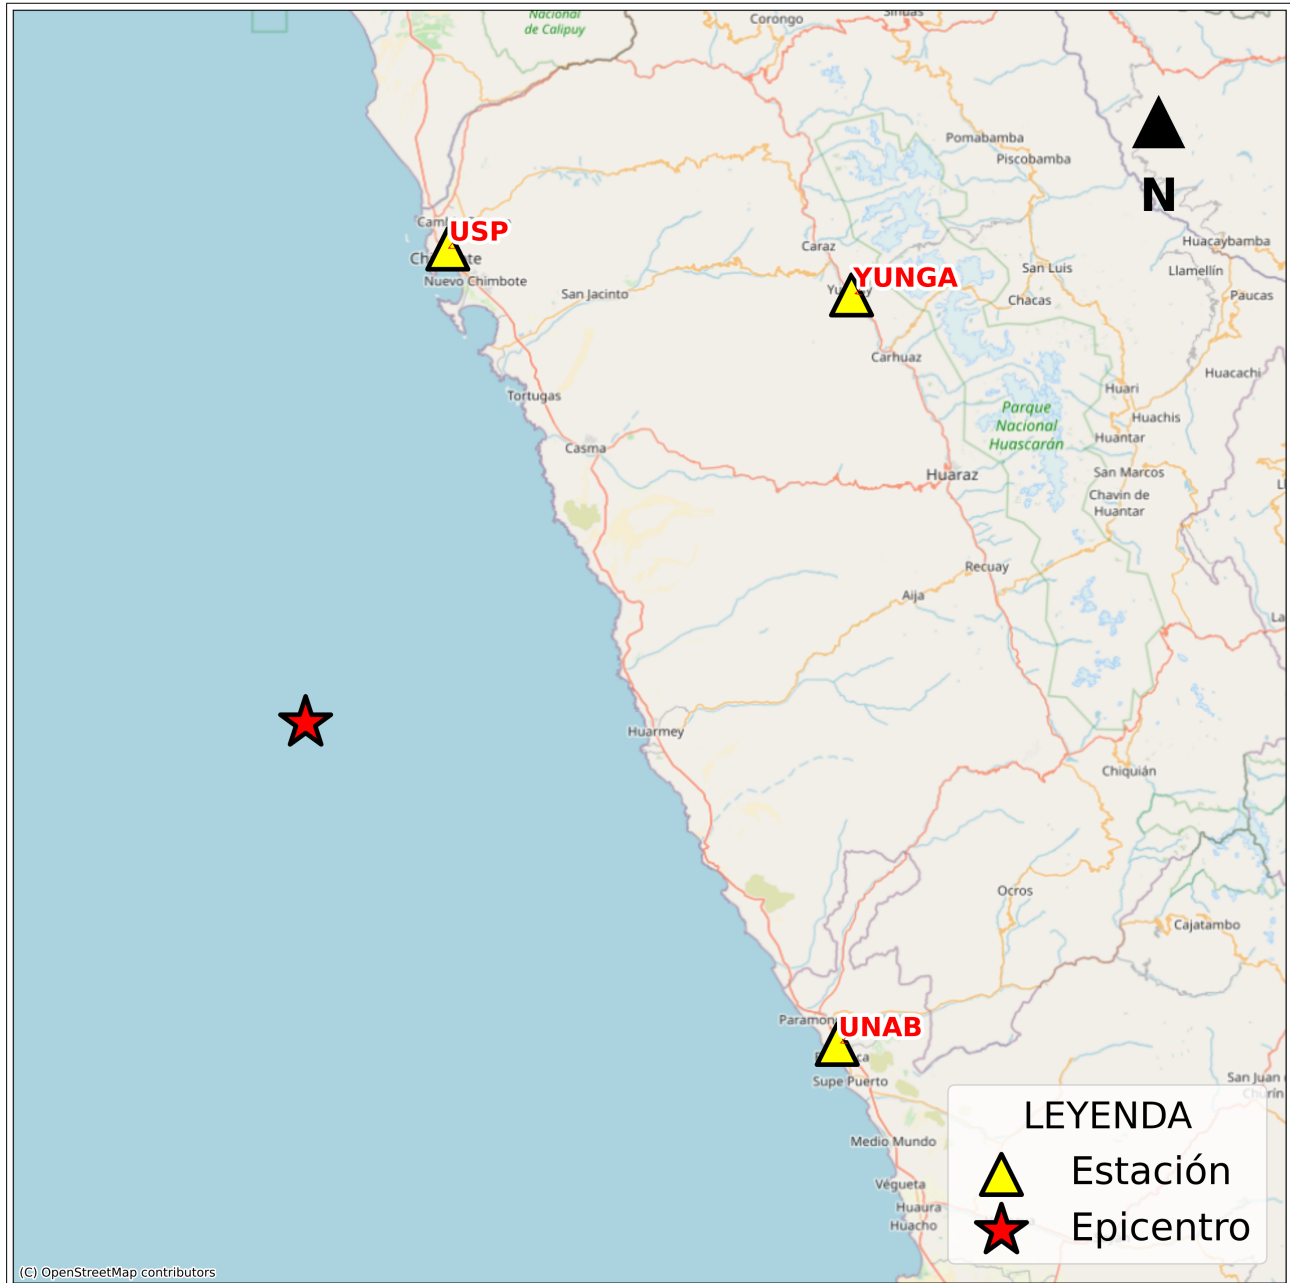 Nacional
de Calipuy
Corongo
Sihuas
Pomabamba
Piscobamba
N
USP
Caraz
Huacaybamba
Nuevo Chimbote
San Jacinto
YUNGA
San Luis
Llamellín
Chacas
Paucas
Carhuaz
Huacachi
Tortugas
Huari
Parque
Nacional
Huascarán
Huachis
Huantar
Casma
Huaraz
San Marcos
Chavin de
Huantar
Recuay
Aija
Huarmey
Chiquián
Ocros
Cajatambo
UNAB
Supe Puerto
San Juan
Medio Mundo
Végueta
Huaura
Huacho
LEYENDA
Estación
Epicentro
(C) OpenStreetMap contributors